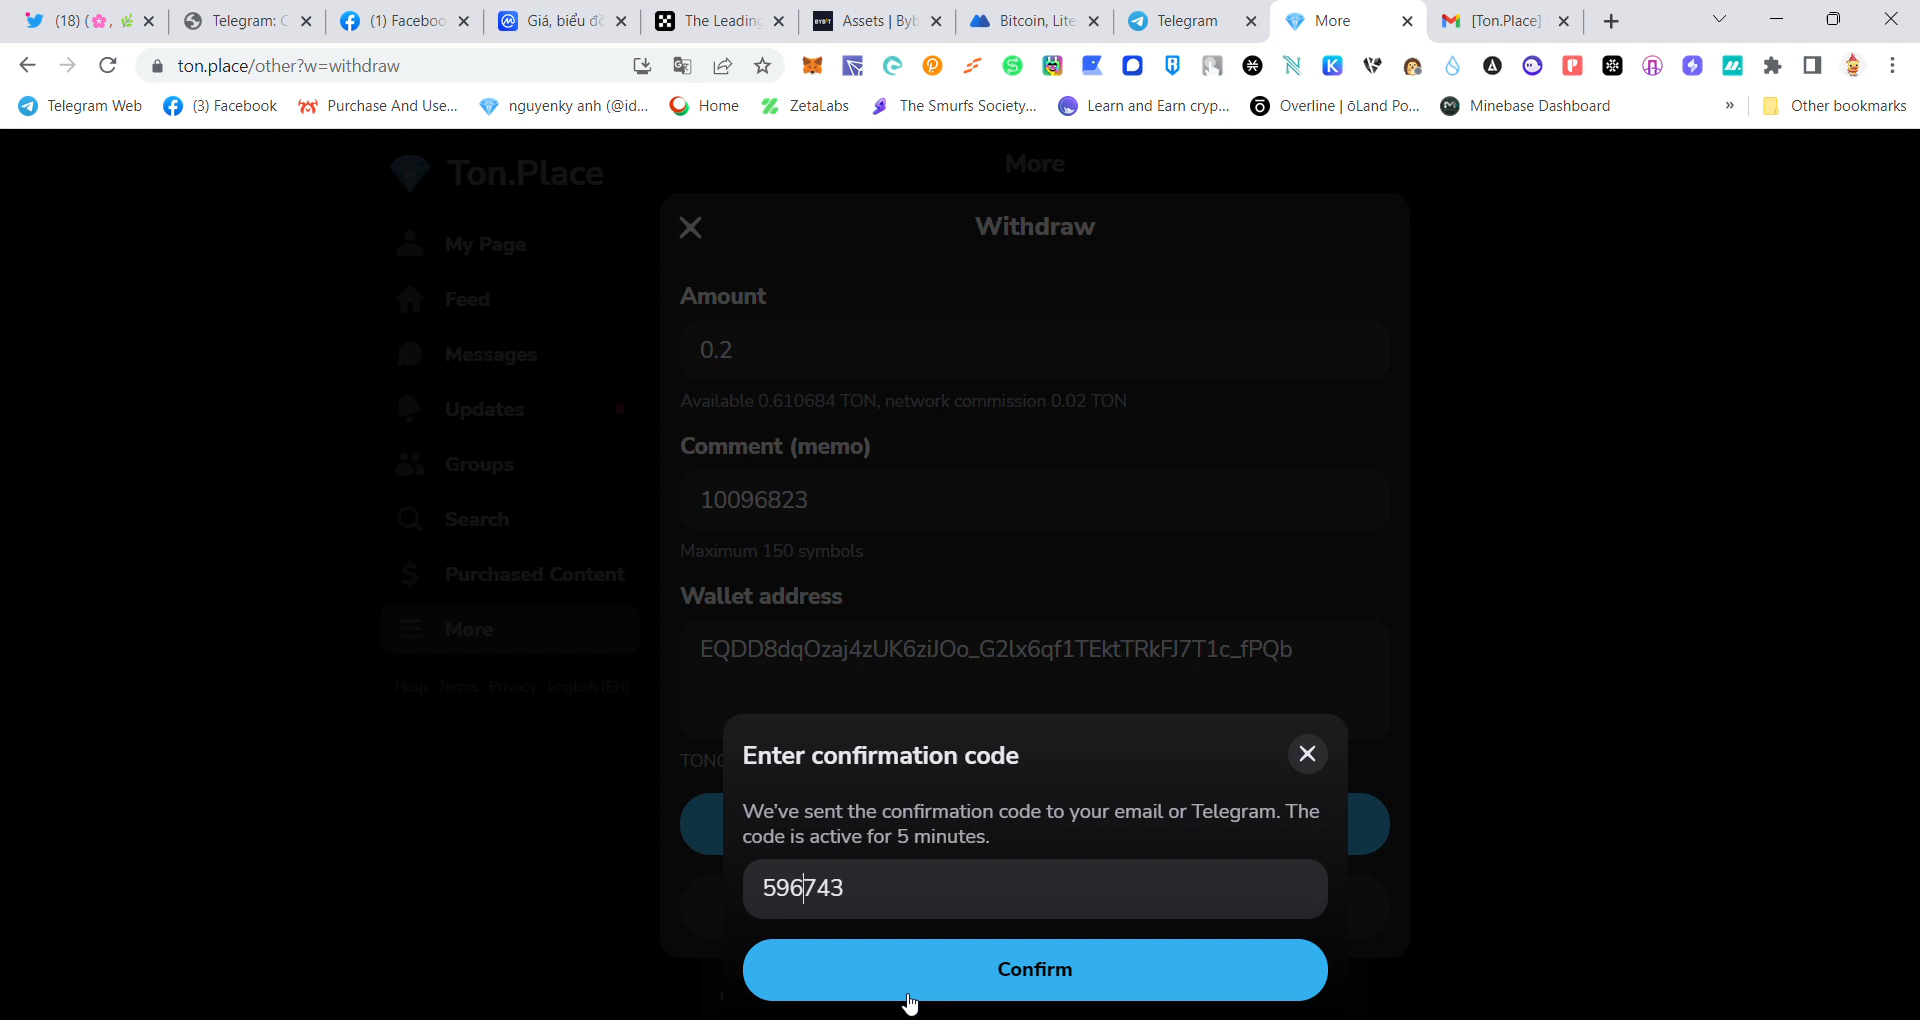 (18) (🌸, 🌿
Telegram: C
(1) Faceboo
Giá, biểu đồ
The Leading
BYBIT
Assets | Byb
Bitcoin, Lite
Telegram
More
[Ton.Place]
ton.place/other?w=withdraw
Telegram Web
(3) Facebook
Purchase And Use...
nguyenky anh (@id...
Home
ZetaLabs
The Smurfs Society...
Learn and Earn cryp...
Overline | ōLand Po...
Minebase Dashboard
»
Other bookmarks
Ton.Place
More
My Page
Feed
Messages
Updates
Groups
Search
Purchased Content
More
Help Terms Privacy English (EN)
Withdraw
Amount
0.2
Available 0.610684 TON, network commission 0.02 TON
Comment (memo)
10096823
Maximum 150 symbols
Wallet address
EQDD8dqOzaj4zUK6ziJOo_G2lx6qf1TEktTRkFJ7T1c_fPQb
Enter confirmation code
We've sent the confirmation code to your email or Telegram. The
code is active for 5 minutes.
596743
Confirm